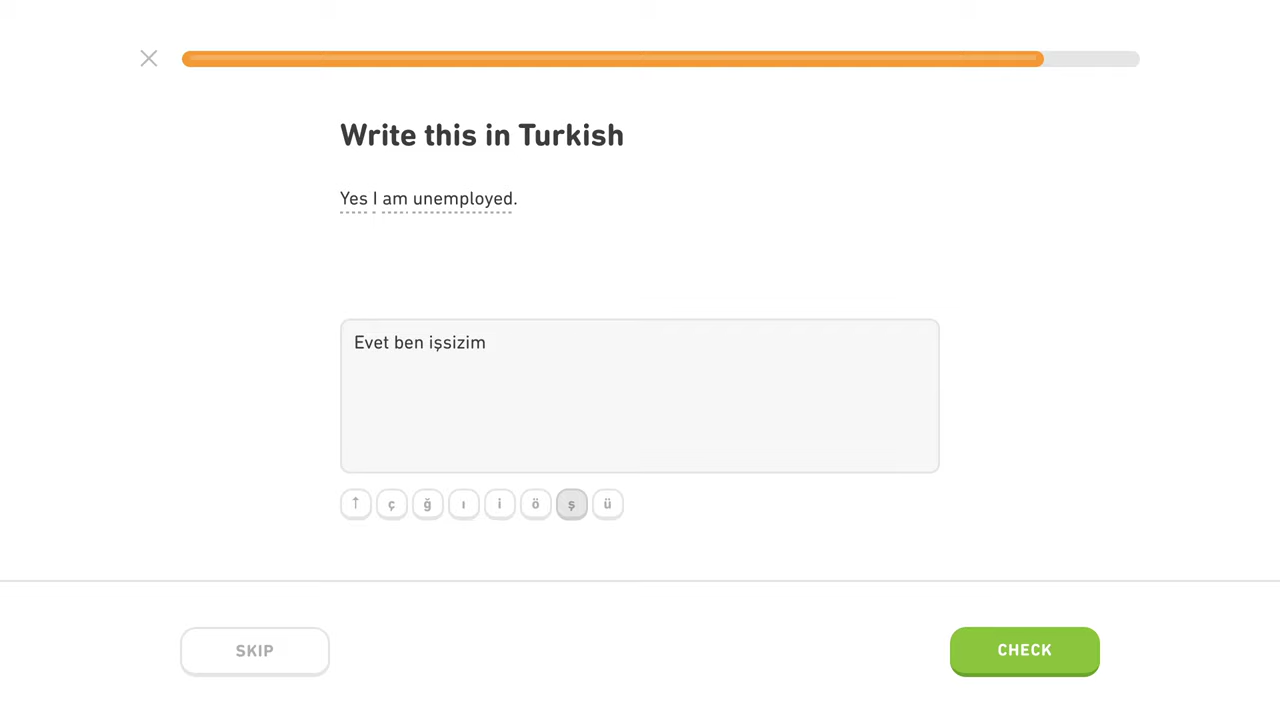 Write this in Turkish
Yes I am unemployed.
Evet ben işsizim
↑ ç ğ ı i ö ş ü
SKIP
CHECK